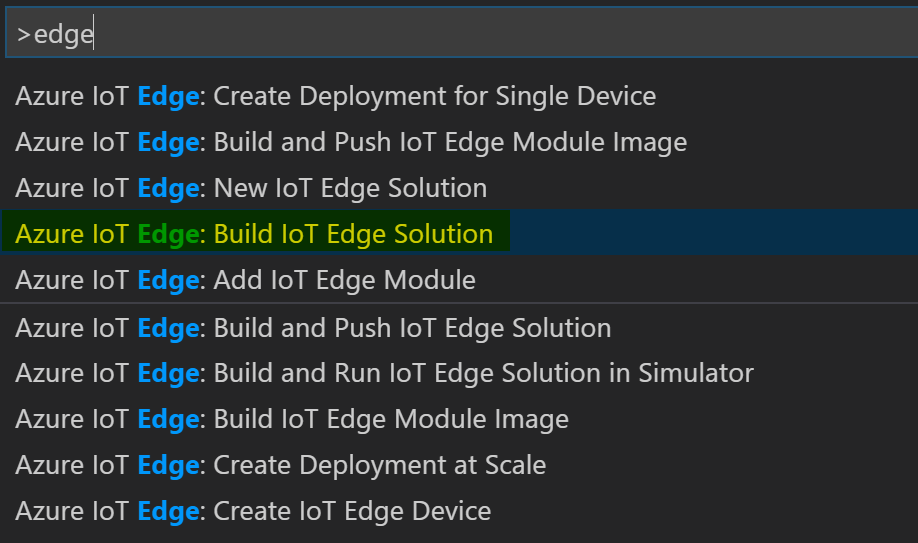 >edge
Azure IoT Edge: Create Deployment for Single Device
Azure IoT Edge: Build and Push IoT Edge Module Image
Azure IoT Edge: New IoT Edge Solution
Azure IoT Edge: Build IoT Edge Solution
Azure IoT Edge: Add IoT Edge Module
Azure IoT Edge: Build and Push IoT Edge Solution
Azure IoT Edge: Build and Run IoT Edge Solution in Simulator
Azure IoT Edge: Build IoT Edge Module Image
Azure IoT Edge: Create Deployment at Scale
Azure IoT Edge: Create IoT Edge Device